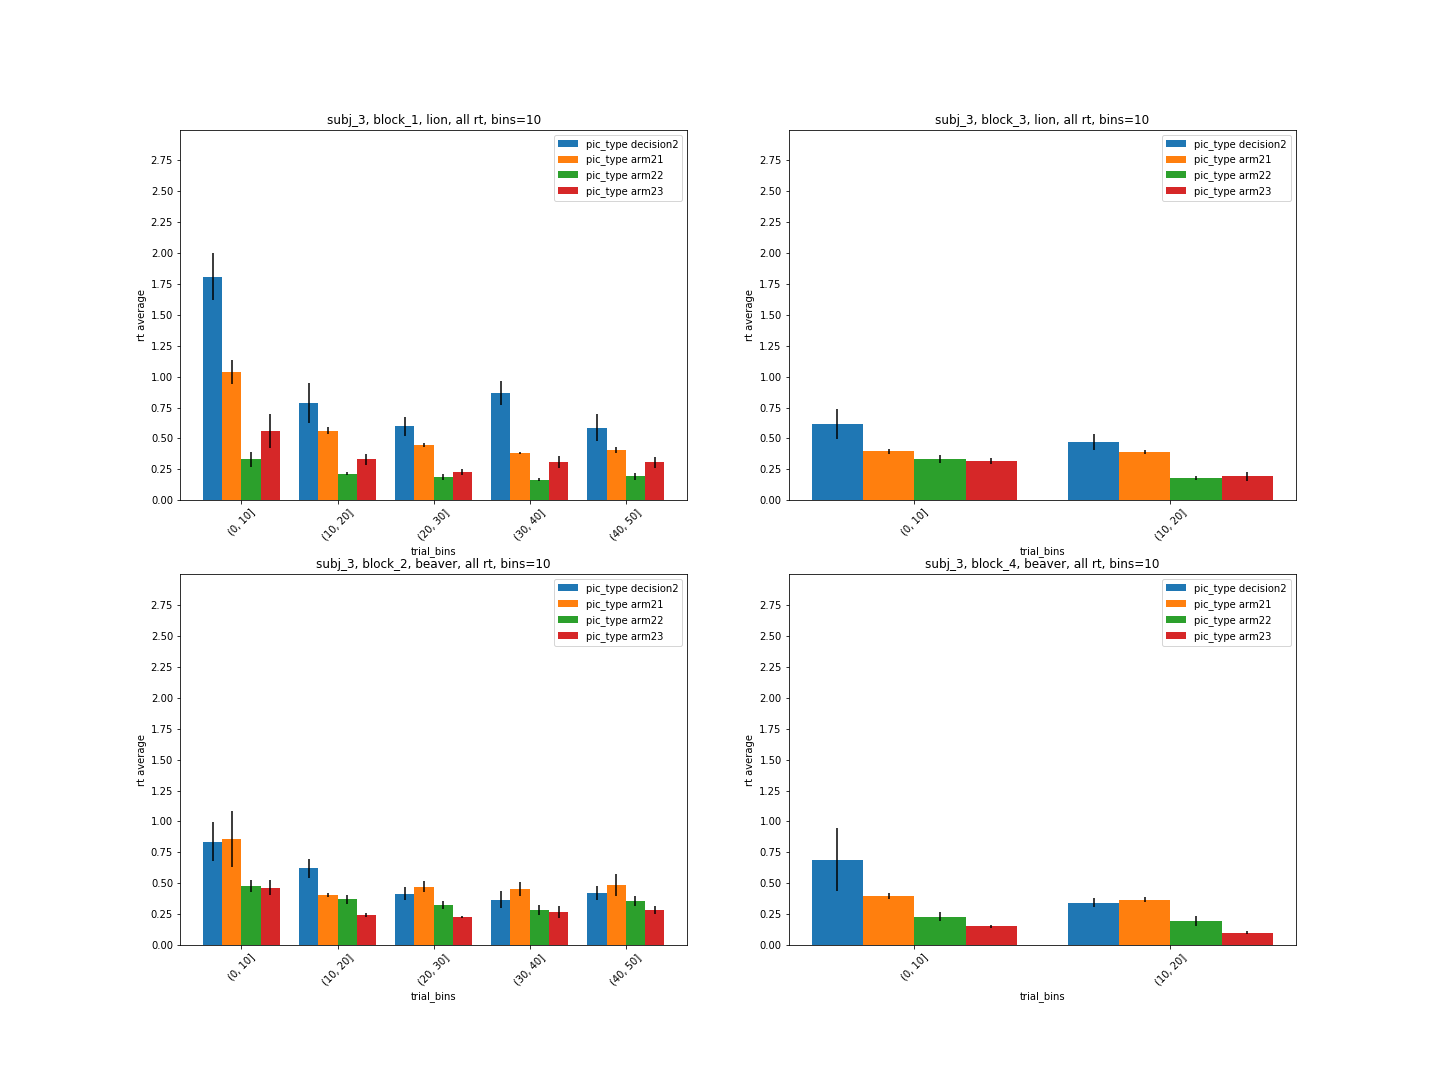 subj_3, block_1, lion, all rt, bins=10
pic_type decision2
pic_type arm21
pic_type arm22
pic_type arm23
2.75
2.50
2.25
2.00
1.75
1.50
1.25
1.00
0.75
0.50
0.25
0.00
rt average
(0, 10]
(10, 20]
(20, 30]
(30, 40]
(40, 50]
trial_bins
subj_3, block_3, lion, all rt, bins=10
pic_type decision2
pic_type arm21
pic_type arm22
pic_type arm23
2.75
2.50
2.25
2.00
1.75
1.50
1.25
1.00
0.75
0.50
0.25
0.00
rt average
(0, 10]
(10, 20]
trial_bins
subj_3, block_2, beaver, all rt, bins=10
pic_type decision2
pic_type arm21
pic_type arm22
pic_type arm23
2.75
2.50
2.25
2.00
1.75
1.50
1.25
1.00
0.75
0.50
0.25
0.00
rt average
(0, 10]
(10, 20]
(20, 30]
(30, 40]
(40, 50]
trial_bins
subj_3, block_4, beaver, all rt, bins=10
pic_type decision2
pic_type arm21
pic_type arm22
pic_type arm23
2.75
2.50
2.25
2.00
1.75
1.50
1.25
1.00
0.75
0.50
0.25
0.00
rt average
(0, 10]
(10, 20]
trial_bins